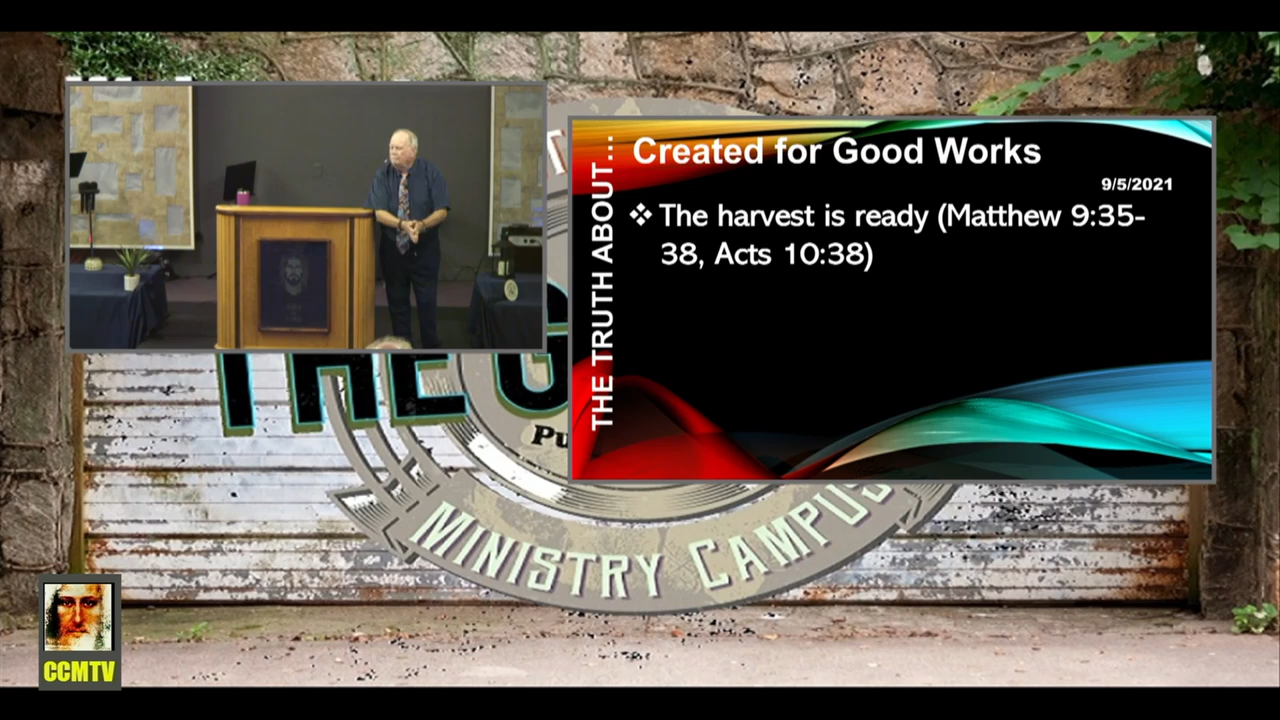 THE TRUTH ABOUT...
Created for Good Works
9/5/2021
❖ The harvest is ready (Matthew 9:35-
38, Acts 10:38)
THE
MINISTRY CAMPUS
CCMTV